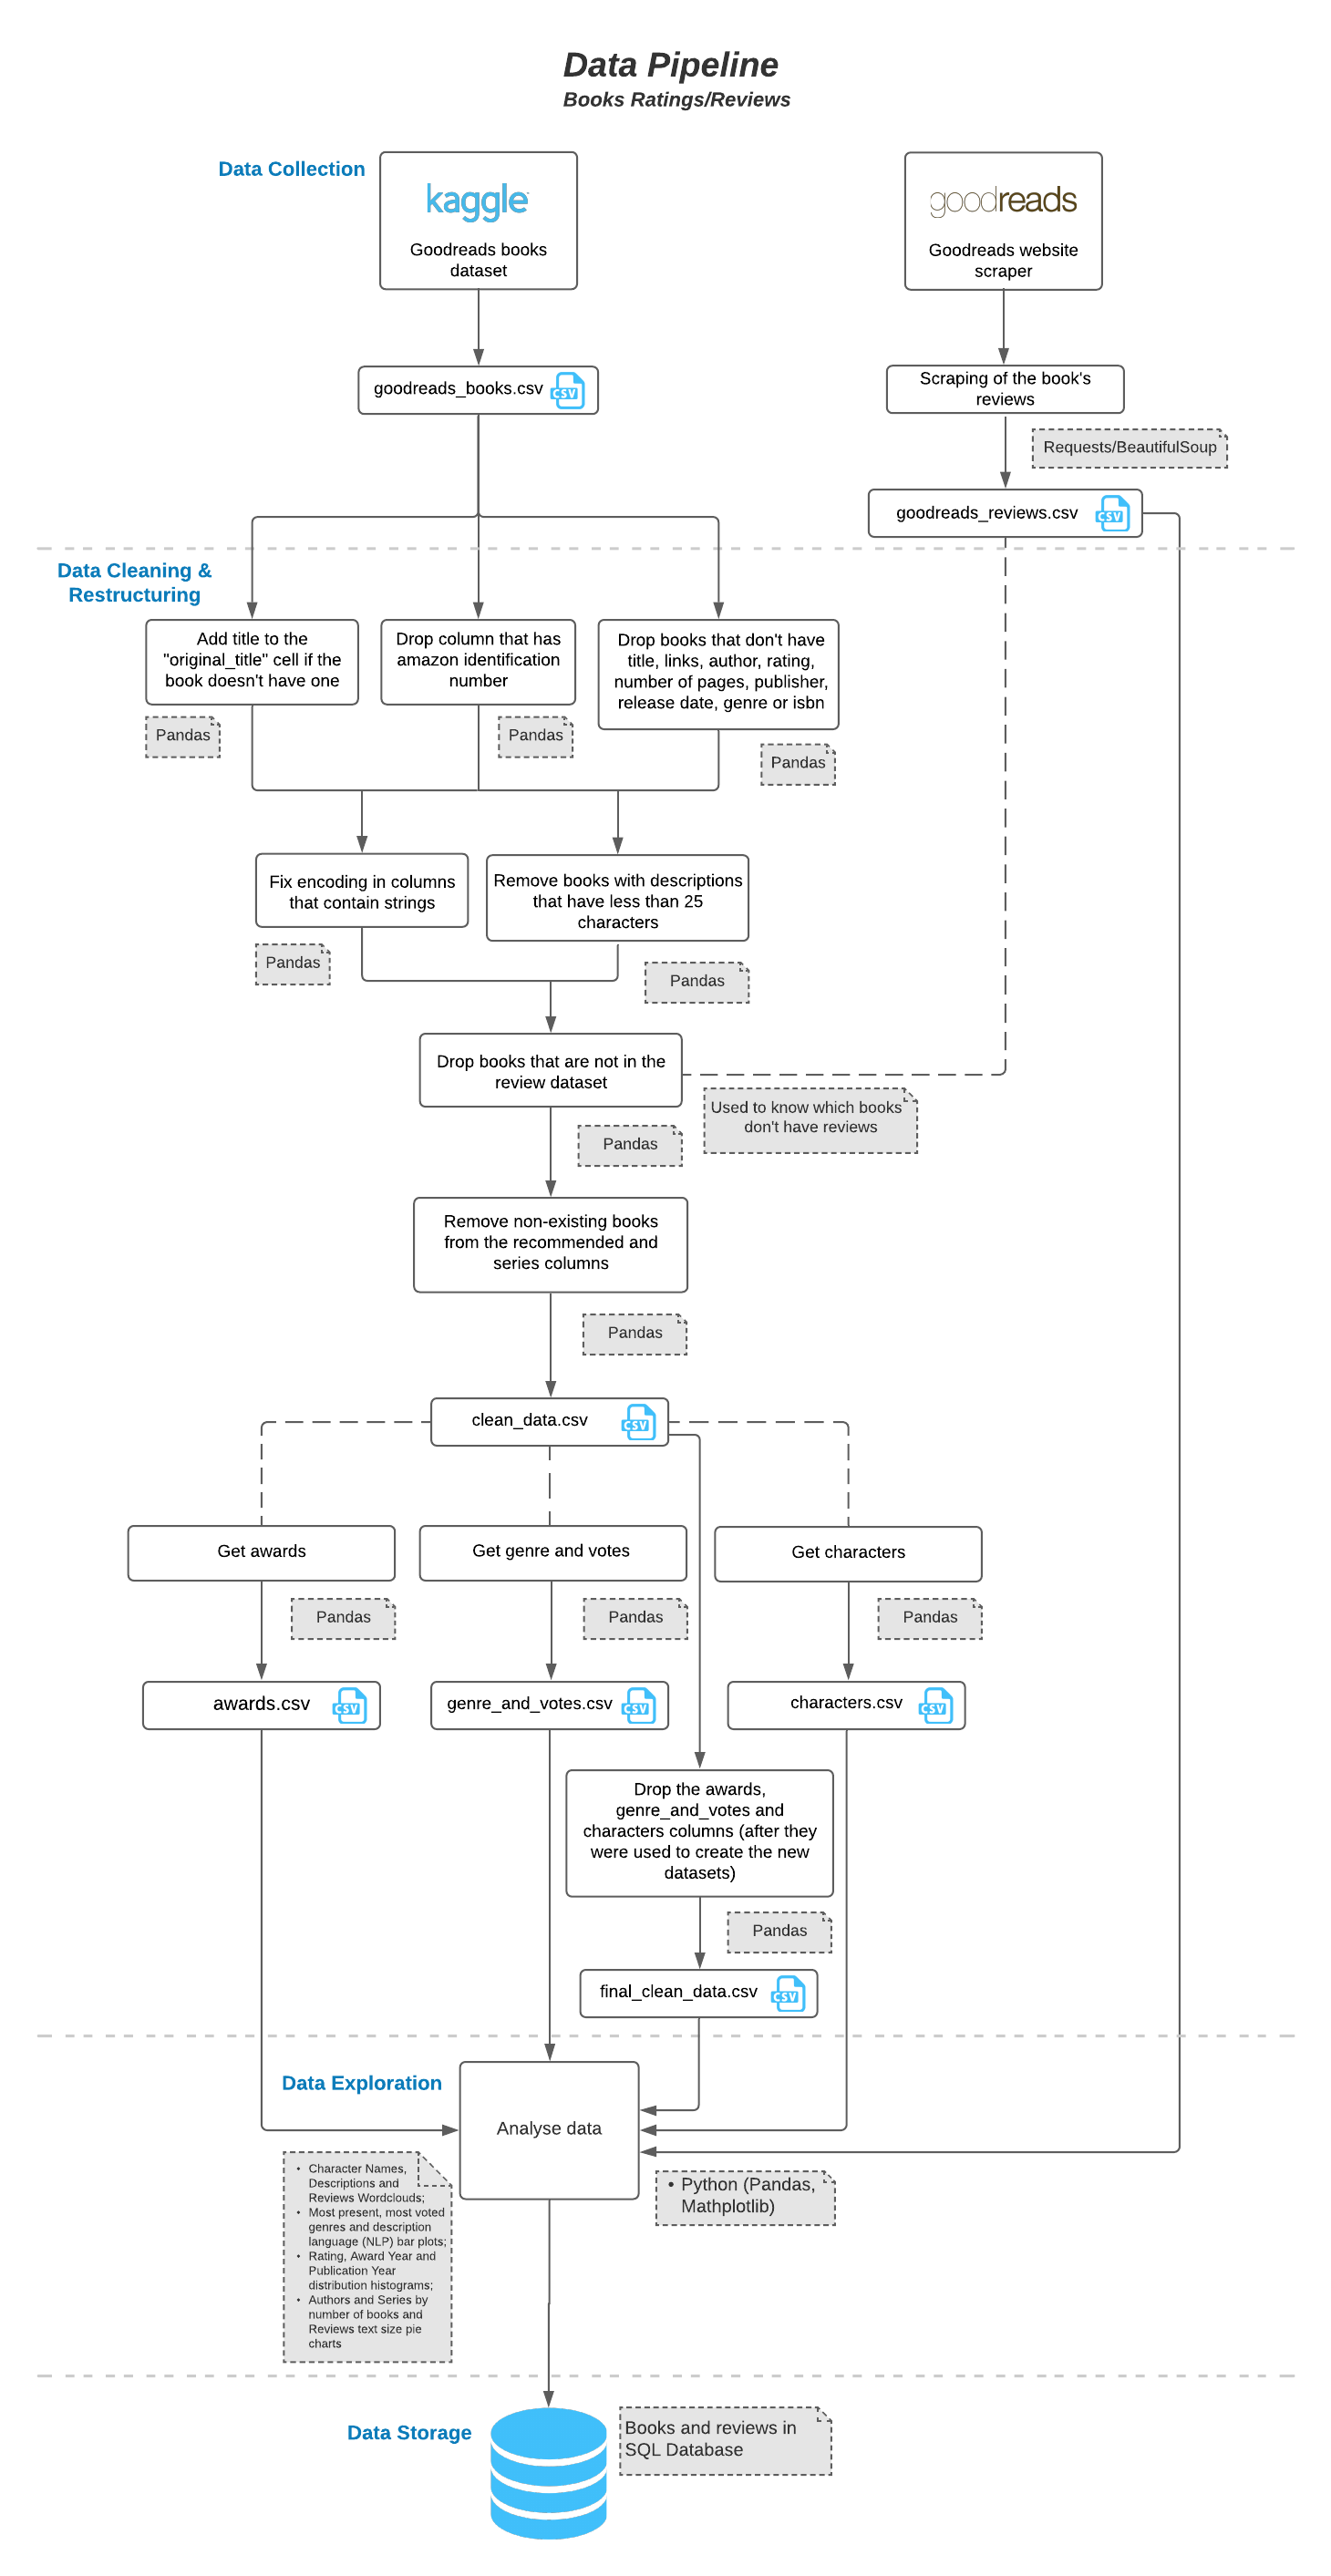 Data Pipeline
Books Ratings/Reviews
Data Collection
kaggle
Goodreads books
dataset
goodreads
Goodreads website
scraper
goodreads_books.csv
CSV
Scraping of the book's
reviews
Requests/BeautifulSoup
goodreads_reviews.csv
CSV
Data Cleaning &
Restructuring
Add title to the
"original_title" cell if the
book doesn't have one
Pandas
Drop column that has
amazon identification
number
Pandas
Drop books that don't have
title, links, author, rating,
number of pages, publisher,
release date, genre or isbn
Pandas
Fix encoding in columns
that contain strings
Pandas
Remove books with descriptions
that have less than 25
characters
Pandas
Drop books that are not in the
review dataset
Used to know which books
don't have reviews
Pandas
Remove non-existing books
from the recommended and
series columns
Pandas
clean_data.csv
CSV
Get awards
Pandas
Get genre and votes
Pandas
Get characters
Pandas
awards.csv
CSV
genre_and_votes.csv
CSV
characters.csv
CSV
Drop the awards,
genre_and_votes and
characters columns (after they
were used to create the new
datasets)
Pandas
final_clean_data.csv
CSV
Data Exploration
Analyse data
• Character Names,
Descriptions and
Reviews Wordclouds;
• Most present, most voted
genres and description
language (NLP) bar plots;
• Rating, Award Year and
Publication Year
distribution histograms;
• Authors and Series by
number of books and
Reviews text size pie
charts
• Python (Pandas,
Mathplotlib)
Data Storage
Books and reviews in
SQL Database